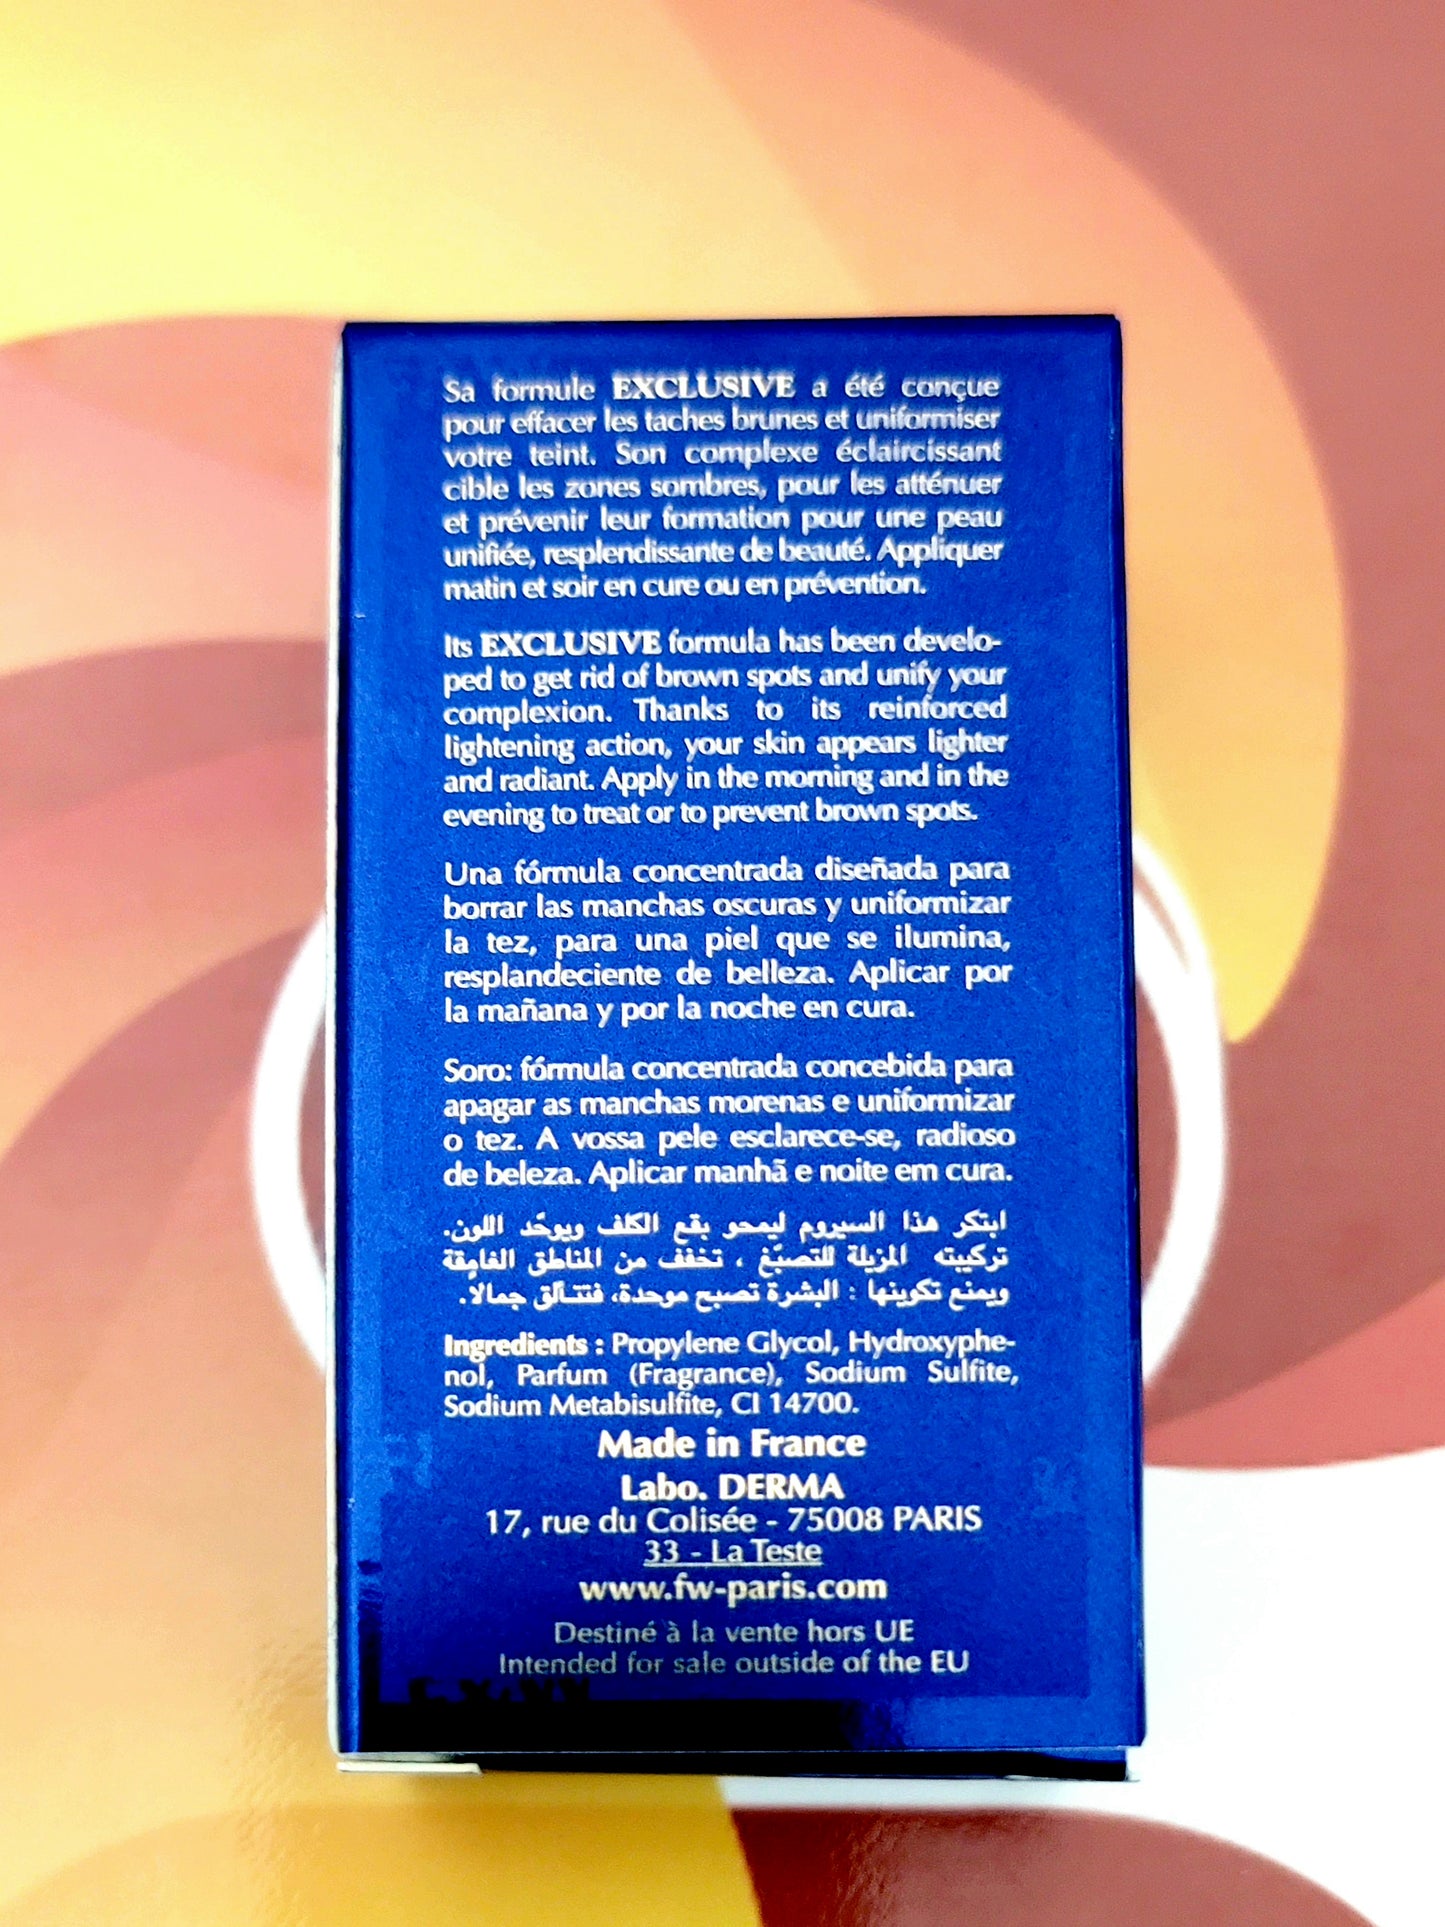 Sa formule EXCLUSIVE a été conçue
pour effacer les taches brunes et uniformiser
votre teint. Son complexe éclaircissant
cible les zones sombres, pour les atténuer
et prévenir leur formation pour une peau
unifiée, resplendissante de beauté. Appliquer
matin et soir en cure ou en prévention.
Its EXCLUSIVE formula has been develo-
ped to get rid of brown spots and unify your
complexion. Thanks to its reinforced
lightening action, your skin appears lighter
and radiant. Apply in the morning and in the
evening to treat or to prevent brown spots.
Una fórmula concentrada diseñada para
borrar las manchas oscuras y uniformizar
la tez, para una piel que se ilumina,
resplandeciente de belleza. Aplicar por
la mañana y por la noche en cura.
Soro: fórmula concentrada concebida para
apagar as manchas morenas e uniformizar
o tez. A vossa pele esclarece-se, radioso
de beleza. Aplicar manhã e noite em cura.
ابتكر هذا السيروم ليمحو بقع الكلف ويوحّد اللون.
تركيبته المزيلة للتصبّغ ، تخفف من المناطق الغامِقة
ويمنع تكوينها : البشرة تصبح موحدة، فتتـألق جمالاً.
Ingredients : Propylene Glycol, Hydroxyphe-
nol, Parfum (Fragrance), Sodium Sulfite,
Sodium Metabisulfite, CI 14700.
Made in France
Labo. DERMA
17, rue du Colisée - 75008 PARIS
33 - La Teste
www.fw-paris.com
Destiné à la vente hors UE
Intended for sale outside of the EU